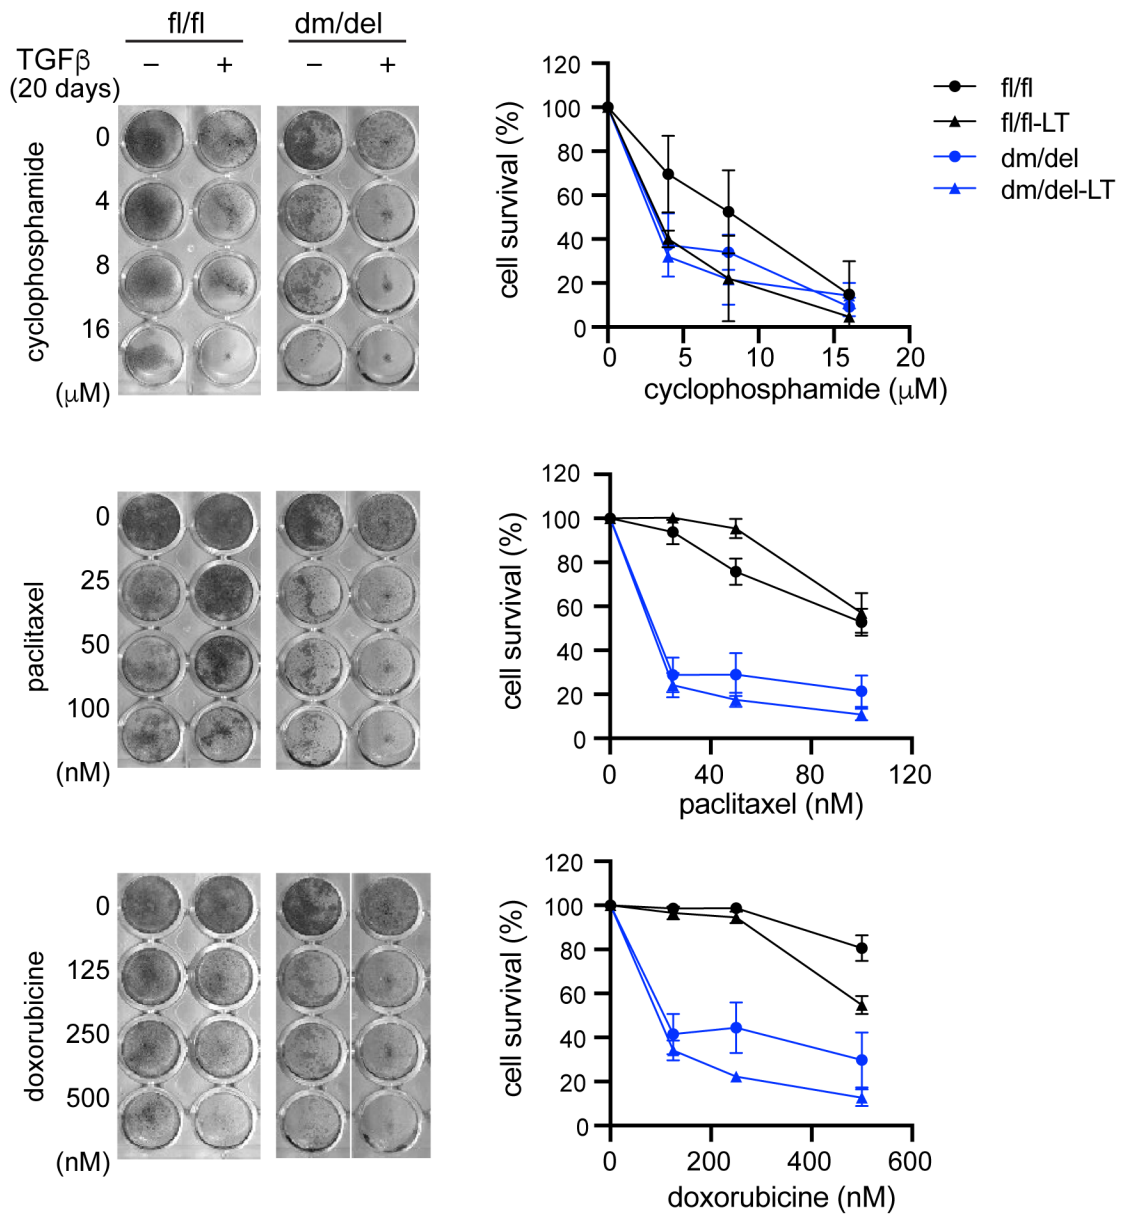 fl/fl dm/del
TGFβ − + − +
(20 days)
cyclophosphamide
0
4
8
16
(μM)
cell survival (%)
120
100
80
60
40
20
0
0 5 10 15 20
cyclophosphamide (μM)
fl/fl
fl/fl-LT
dm/del
dm/del-LT
paclitaxel
0
25
50
100
(nM)
cell survival (%)
120
100
80
60
40
20
0
0 40 80 120
paclitaxel (nM)
doxorubicine
0
125
250
500
(nM)
cell survival (%)
120
100
80
60
40
20
0
0 200 400 600
doxorubicine (nM)